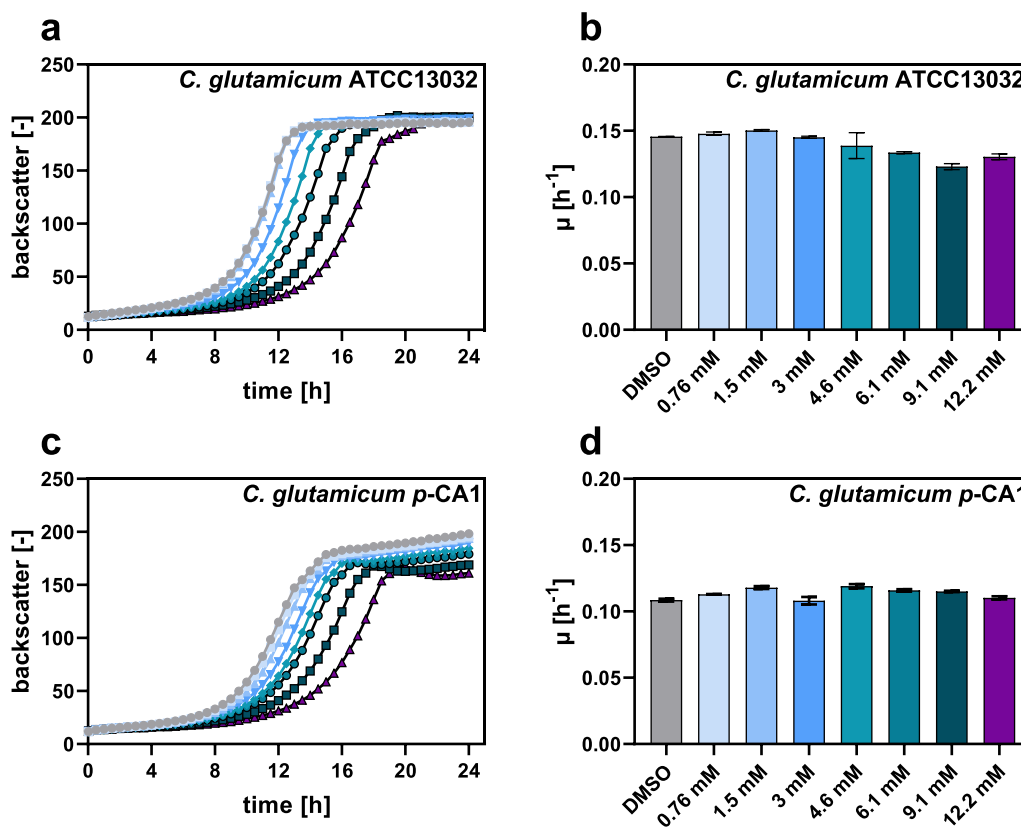 a
C. glutamicum ATCC13032
250
200
150
100
50
0
backscatter [-]
0 4 8 12 16 20 24
time [h]
b
C. glutamicum ATCC13032
0.20
0.15
0.10
0.05
0.00
µ [h⁻¹]
DMSO 0.76 mM 1.5 mM 3 mM 4.6 mM 6.1 mM 9.1 mM 12.2 mM
c
C. glutamicum p-CA1
250
200
150
100
50
0
backscatter [-]
0 4 8 12 16 20 24
time [h]
d
C. glutamicum p-CA1
0.20
0.15
0.10
0.05
0.00
µ [h⁻¹]
DMSO 0.76 mM 1.5 mM 3 mM 4.6 mM 6.1 mM 9.1 mM 12.2 mM